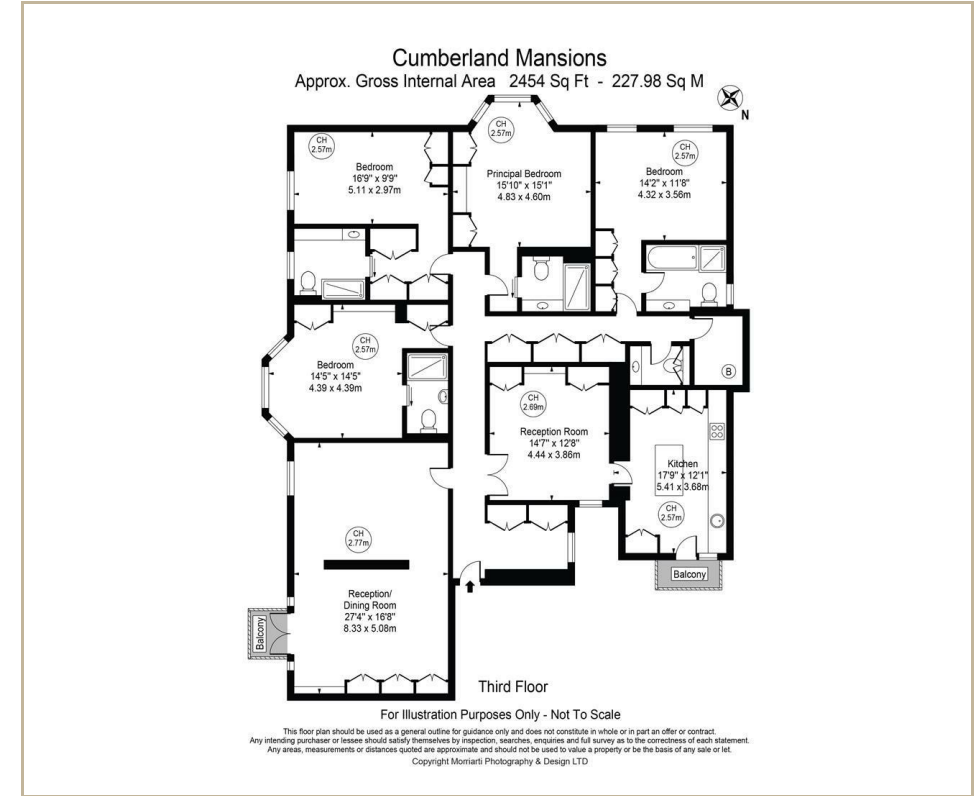 Cumberland Mansions
Approx. Gross Internal Area 2454 Sq Ft - 227.98 Sq M
N
CH
2.57m
Bedroom
16'9" x 9'9"
5.11 x 2.97m
CH
2.57m
Principal Bedroom
15'10" x 15'1"
4.83 x 4.60m
CH
2.57m
Bedroom
14'2" x 11'8"
4.32 x 3.56m
CH
2.57m
Bedroom
14'5" x 14'5"
4.39 x 4.39m
B
CH
2.69m
Reception Room
14'7" x 12'8"
4.44 x 3.86m
Kitchen
17'9" x 12'1"
5.41 x 3.68m
CH
2.57m
Balcony
CH
2.77m
Reception/
Dining Room
27'4" x 16'8"
8.33 x 5.08m
Balcony
Third Floor
For Illustration Purposes Only - Not To Scale
This floor plan should be used as a general outline for guidance only and does not constitute in whole or in part an offer or contract.
Any intending purchaser or lessee should satisfy themselves by inspection, searches, enquiries and full survey as to the correctness of each statement.
Any areas, measurements or distances quoted are approximate and should not be used to value a property or be the basis of any sale or let.
Copyright Morriarti Photography & Design LTD